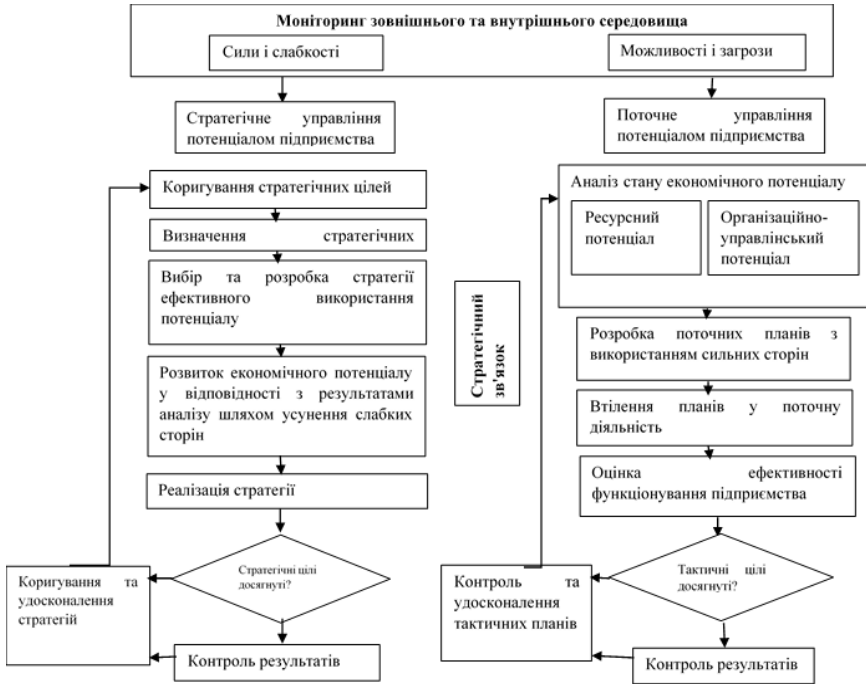 Моніторинг зовнішнього та внутрішнього середовища
Сили і слабкості
Можливості і загрози
Стратегічне управління
потенціалом підприємства
Поточне управління
потенціалом підприємства
Коригування стратегічних цілей
Визначення стратегічних
Вибір та розробка стратегії
ефективного використання
потенціалу
Розвиток економічного потенціалу
у відповідності з результатами
аналізу шляхом усунення слабких
сторін
Реалізація стратегії
Стратегічні цілі
досягнуті?
Коригування та
удосконалення
стратегій
Контроль результатів
Стратегічний
зв'язок
Аналіз стану економічного потенціалу
Ресурсний
потенціал
Організаційно-
управлінський
потенціал
Розробка поточних планів з
використанням сильних сторін
Втілення планів у поточну
діяльність
Оцінка ефективності
функціонування підприємства
Тактичні цілі
досягнуті?
Контроль та
удосконалення
тактичних планів
Контроль результатів